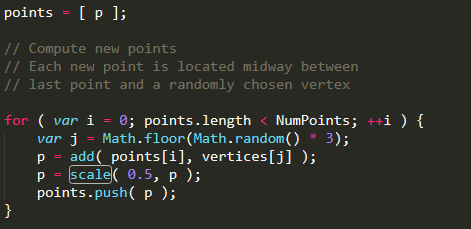 points = [ p ];

// Compute new points
// Each new point is located midway between
// last point and a randomly chosen vertex

for ( var i = 0; points.length < NumPoints; ++i ) {
    var j = Math.floor(Math.random() * 3);
    p = add( points[i], vertices[j] );
    p = scale( 0.5, p );
    points.push( p );
}